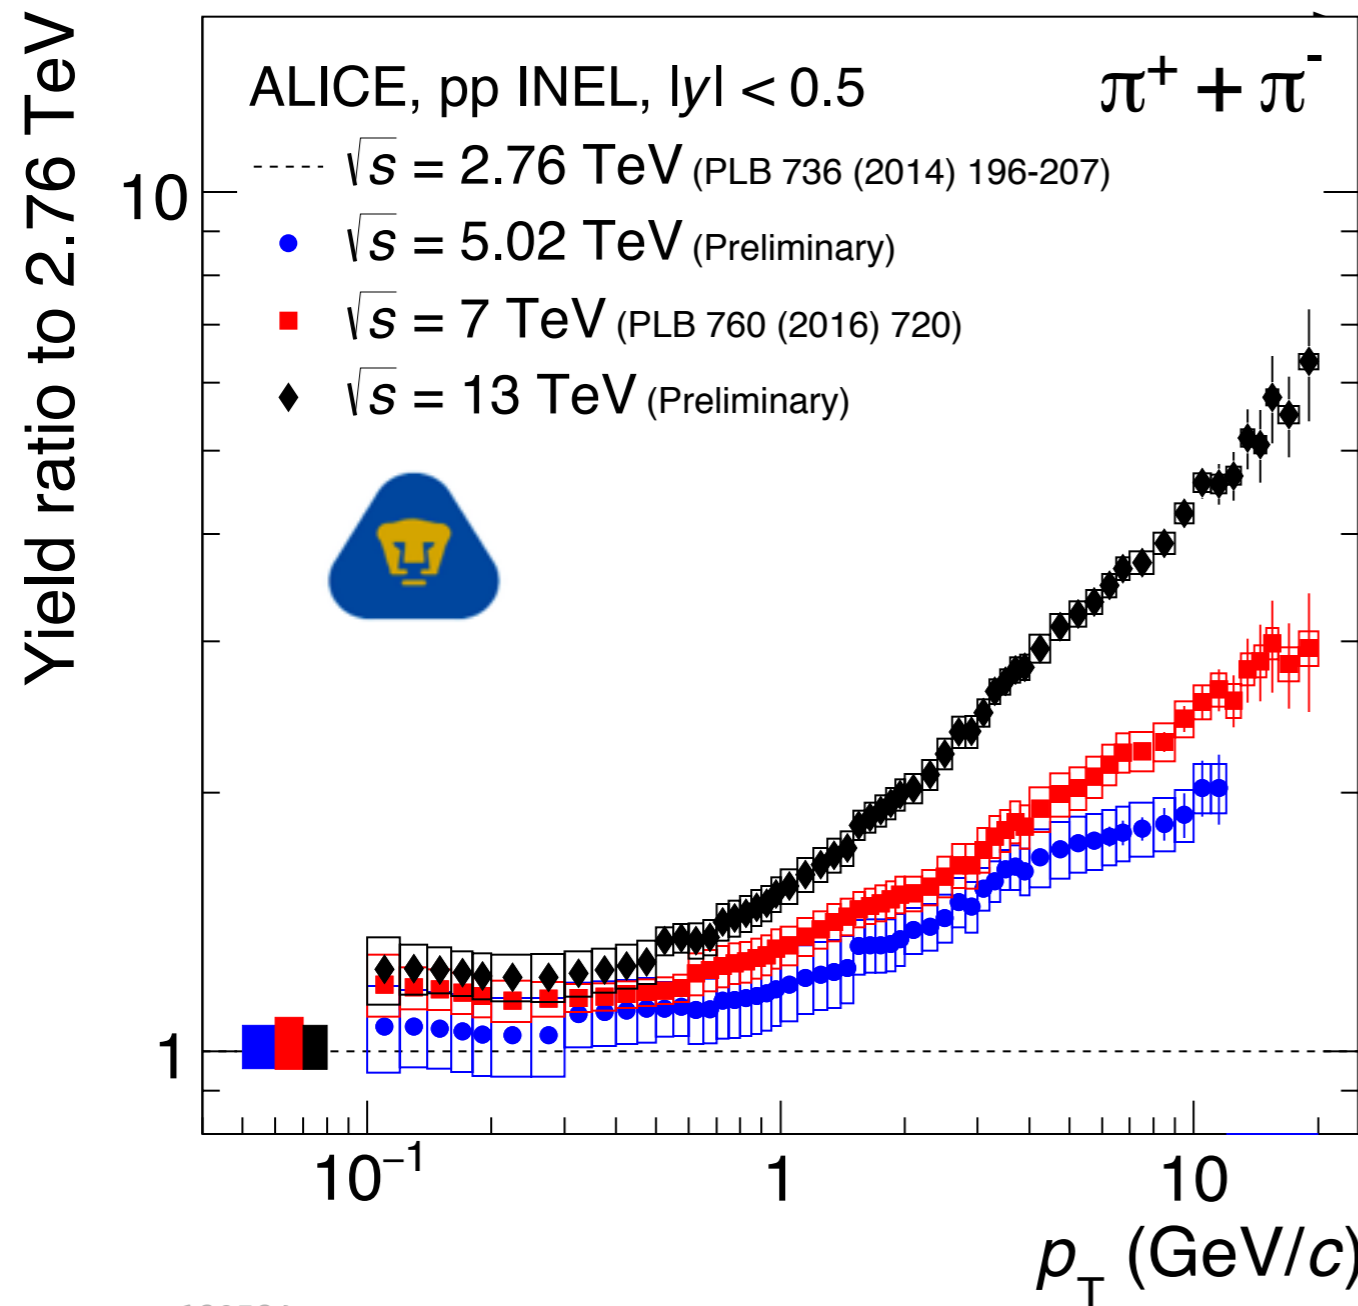 Yield ratio to 2.76 TeV
ALICE, pp INEL, |y| < 0.5
π⁺ + π⁻
√s = 2.76 TeV (PLB 736 (2014) 196-207)
√s = 5.02 TeV (Preliminary)
√s = 7 TeV (PLB 760 (2016) 720)
√s = 13 TeV (Preliminary)
10
1
10⁻¹ 1 10
p_T (GeV/c)